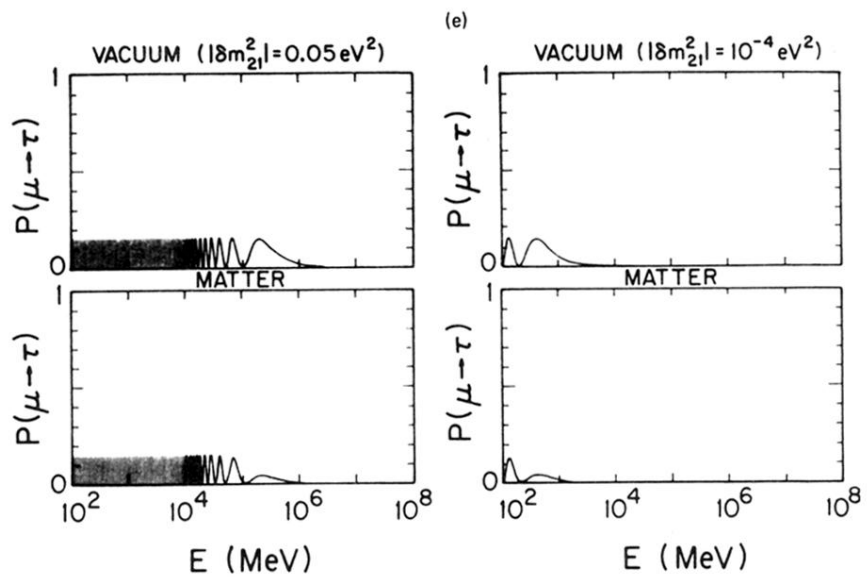 (e)
VACUUM (|δm²₂₁|=0.05 eV²)
VACUUM (|δm²₂₁|=10⁻⁴ eV²)
1
P(μ→τ)
0
1
P(μ→τ)
0
MATTER
MATTER
1
P(μ→τ)
0
10² 10⁴ 10⁶ 10⁸
E (MeV)
1
P(μ→τ)
0
10² 10⁴ 10⁶ 10⁸
E (MeV)